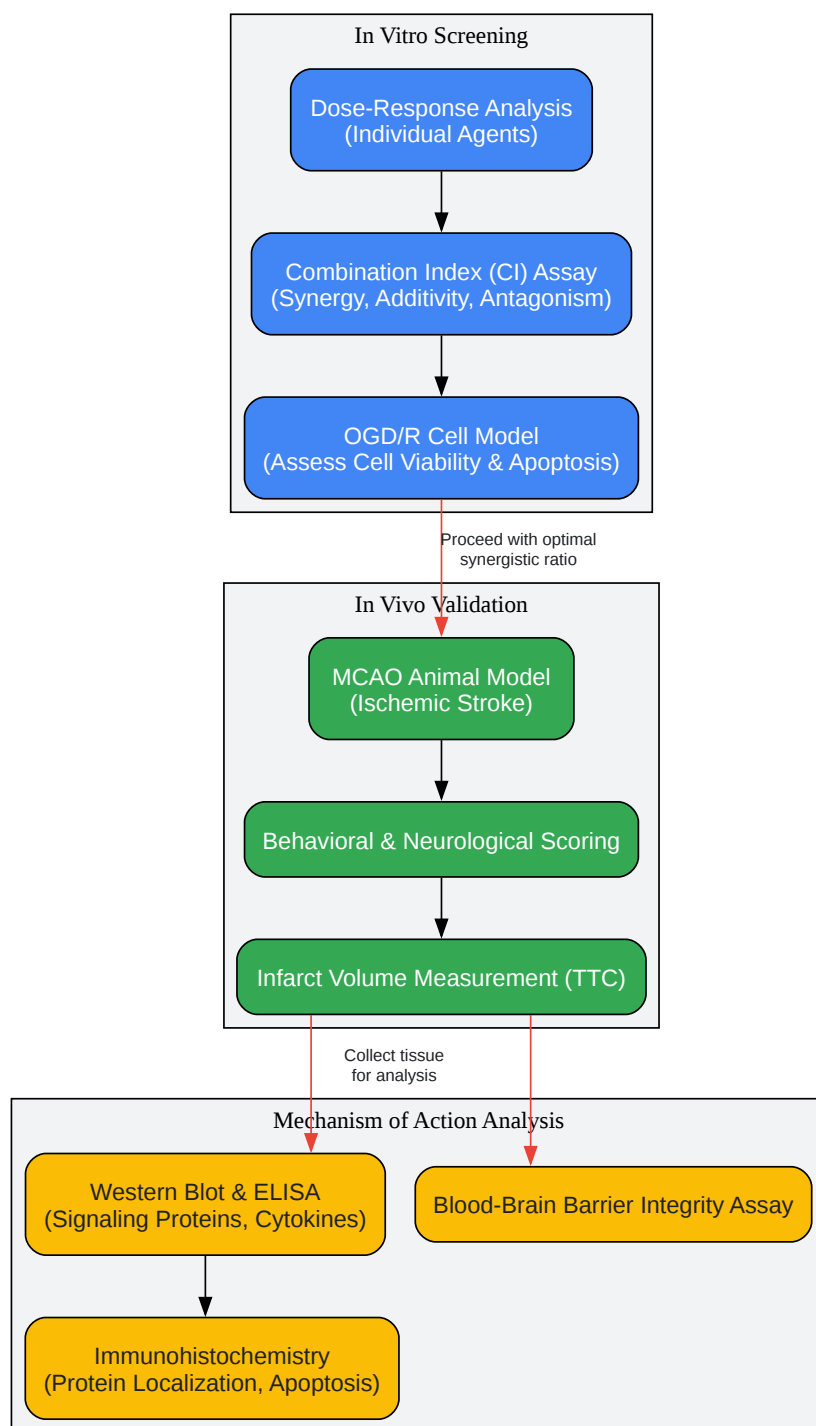 In Vitro Screening
Dose-Response Analysis
(Individual Agents)
Combination Index (CI) Assay
(Synergy, Additivity, Antagonism)
OGD/R Cell Model
(Assess Cell Viability & Apoptosis)
Proceed with optimal
synergistic ratio
In Vivo Validation
MCAO Animal Model
(Ischemic Stroke)
Behavioral & Neurological Scoring
Infarct Volume Measurement (TTC)
Collect tissue
for analysis
Mechanism of Action Analysis
Western Blot & ELISA
(Signaling Proteins, Cytokines)
Blood-Brain Barrier Integrity Assay
Immunohistochemistry
(Protein Localization, Apoptosis)